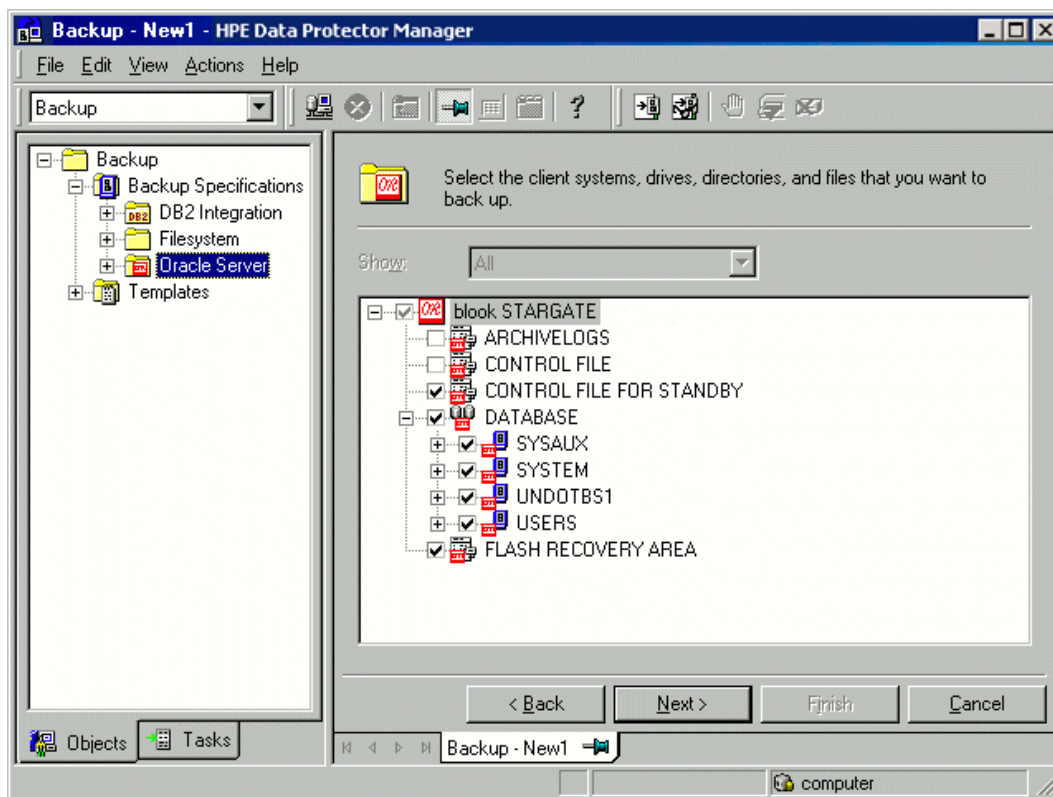 Backup - New1 - HPE Data Protector Manager
File Edit View Actions Help
Backup
?
Backup
Backup Specifications
DB2 Integration
Filesystem
Oracle Server
Templates
Select the client systems, drives, directories, and files that you want to
back up.
Show: All
blook STARGATE
ARCHIVELOGS
CONTROL FILE
CONTROL FILE FOR STANDBY
DATABASE
SYSAUX
SYSTEM
UNDOTBS1
USERS
FLASH RECOVERY AREA
< Back Next > Finish Cancel
Objects Tasks
Backup - New1
computer